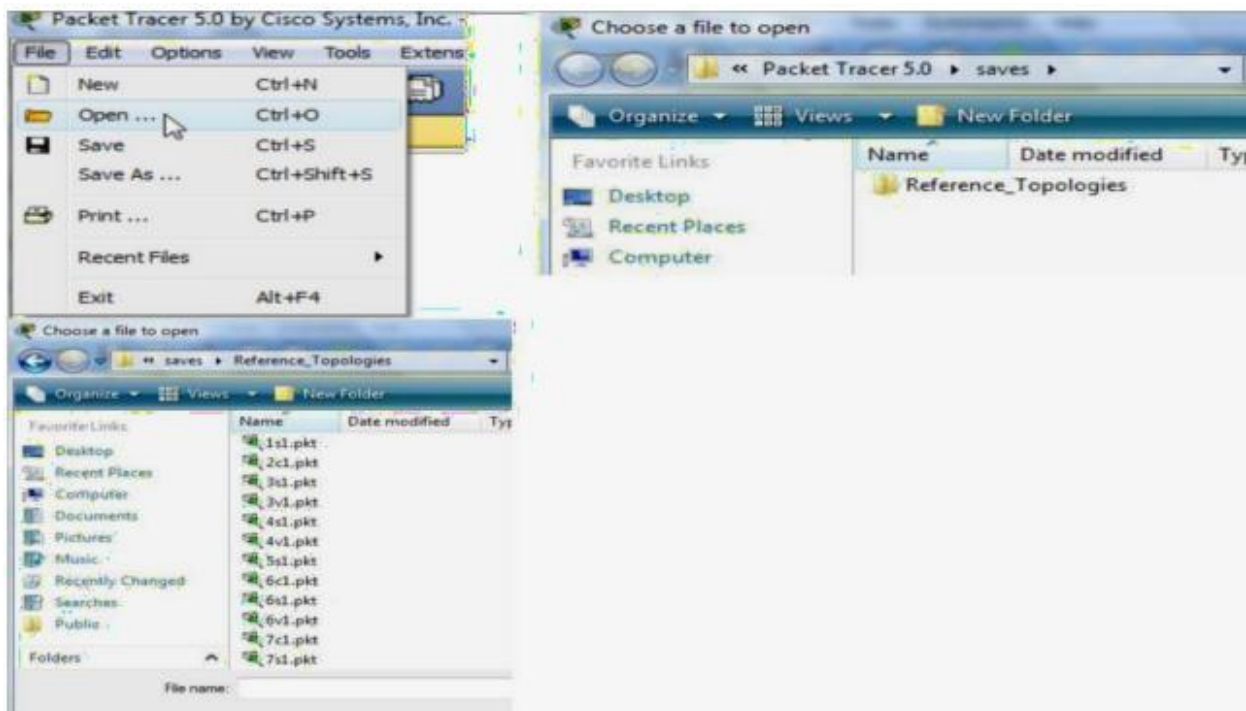 Packet Tracer 5.0 by Cisco Systems, Inc. -
File Edit Options View Tools Extens
New Ctrl+N
Open ... Ctrl+O
Save Ctrl+S
Save As ... Ctrl+Shift+S
Print ... Ctrl+P
Recent Files
Exit Alt+F4
Choose a file to open
« Packet Tracer 5.0 ▸ saves ▸
Organize Views New Folder
Favorite Links
Name Date modified Typ
Reference_Topologies
Desktop
Recent Places
Computer
Choose a file to open
« saves ▸ Reference_Topologies
Organize Views New Folder
Favorite Links
Desktop
Recent Places
Computer
Documents
Pictures
Music
Recently Changed
Searches
Public
Folders
Name Date modified Typ
1s1.pkt
2c1.pkt
3s1.pkt
3v1.pkt
4s1.pkt
4v1.pkt
5s1.pkt
6c1.pkt
6s1.pkt
6v1.pkt
7c1.pkt
7s1.pkt
File name: